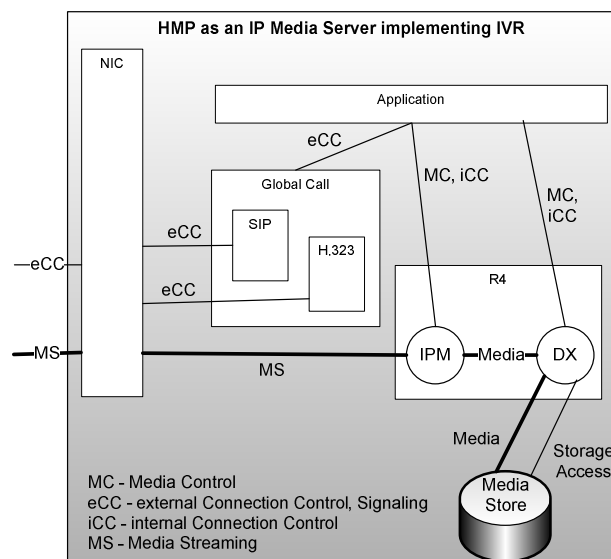 HMP as an IP Media Server implementing IVR
NIC
Application
eCC
Global Call
MC, iCC
MC,
iCC
SIP
eCC
H.323
eCC
eCC
R4
MS
MS
IPM
Media
DX
Media
Storage
Access
Media
Store
MC - Media Control
eCC - external Connection Control, Signaling
iCC - internal Connection Control
MS - Media Streaming